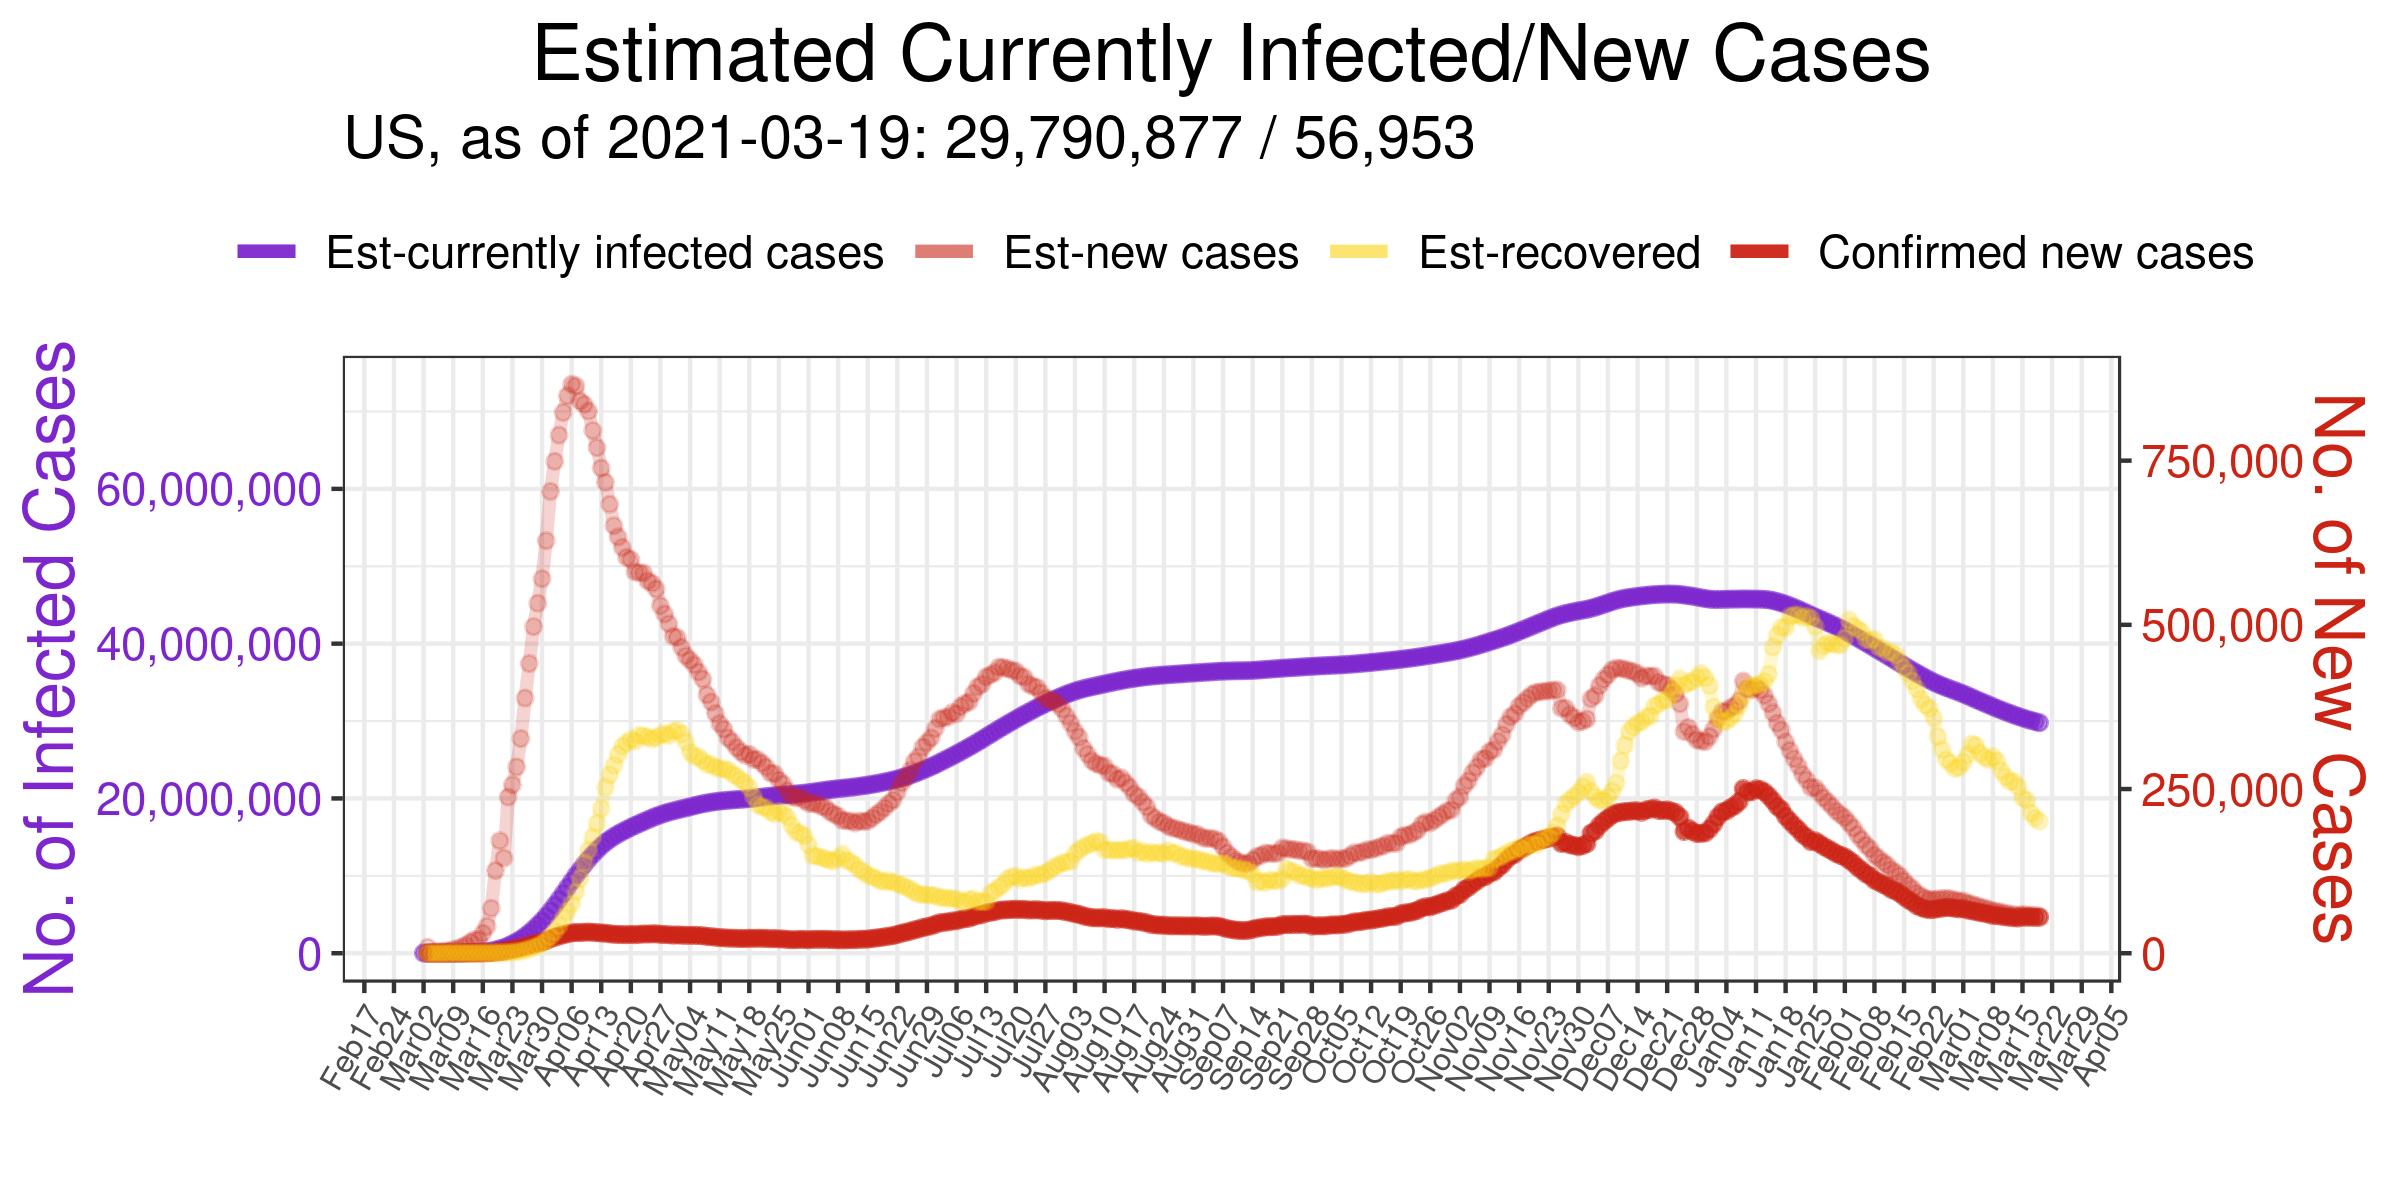 Estimated Currently Infected/New Cases
US, as of 2021-03-19: 29,790,877 / 56,953
Est-currently infected cases Est-new cases Est-recovered Confirmed new cases
No. of Infected Cases
60,000,000
40,000,000
20,000,000
0
750,000
500,000
250,000
0
No. of New Cases
Feb17 Feb24 Mar02 Mar09 Mar16 Mar23 Mar30 Apr06 Apr13 Apr20 Apr27 May04 May11 May18 May25 Jun01 Jun08 Jun15 Jun22 Jun29 Jul06 Jul13 Jul20 Jul27 Aug03 Aug10 Aug17 Aug24 Aug31 Sep07 Sep14 Sep21 Sep28 Oct05 Oct12 Oct19 Oct26 Nov02 Nov09 Nov16 Nov23 Nov30 Dec07 Dec14 Dec21 Dec28 Jan04 Jan11 Jan18 Jan25 Feb01 Feb08 Feb15 Feb22 Mar01 Mar08 Mar15 Mar22 Mar29 Apr05